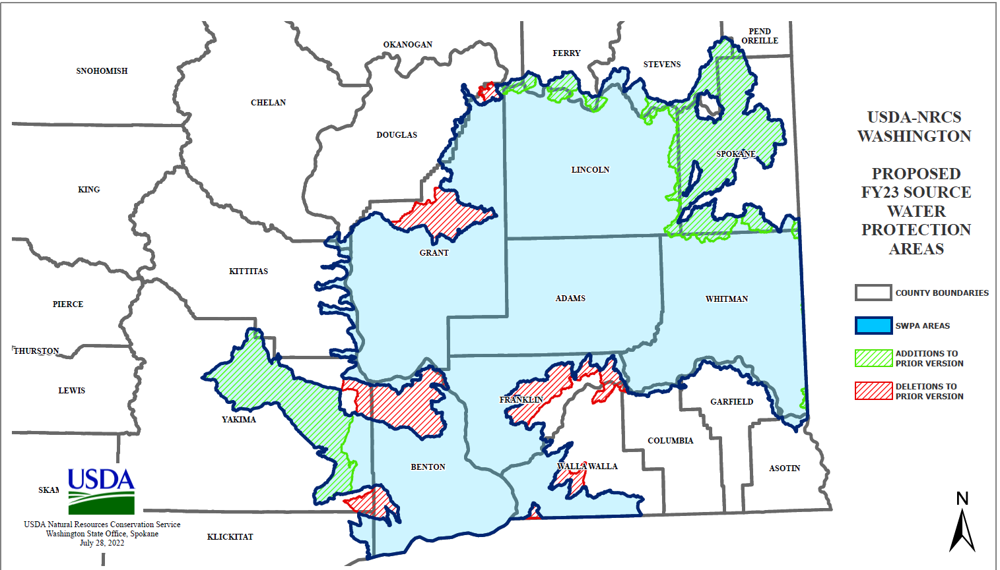 PEND
OREILLE
OKANOGAN
FERRY
STEVENS
SNOHOMISH
CHELAN
DOUGLAS
SPOKANE
LINCOLN
KING
GRANT
KITTITAS
ADAMS
WHITMAN
PIERCE
THURSTON
LEWIS
YAKIMA
FRANKLIN
GARFIELD
COLUMBIA
BENTON
WALLA WALLA
ASOTIN
SKAM
KLICKITAT
USDA-NRCS
WASHINGTON
PROPOSED
FY23 SOURCE
WATER
PROTECTION
AREAS
COUNTY BOUNDARIES
SWPA AREAS
ADDITIONS TO
PRIOR VERSION
DELETIONS TO
PRIOR VERSION
N
USDA
USDA Natural Resources Conservation Service
Washington State Office, Spokane
July 28, 2022